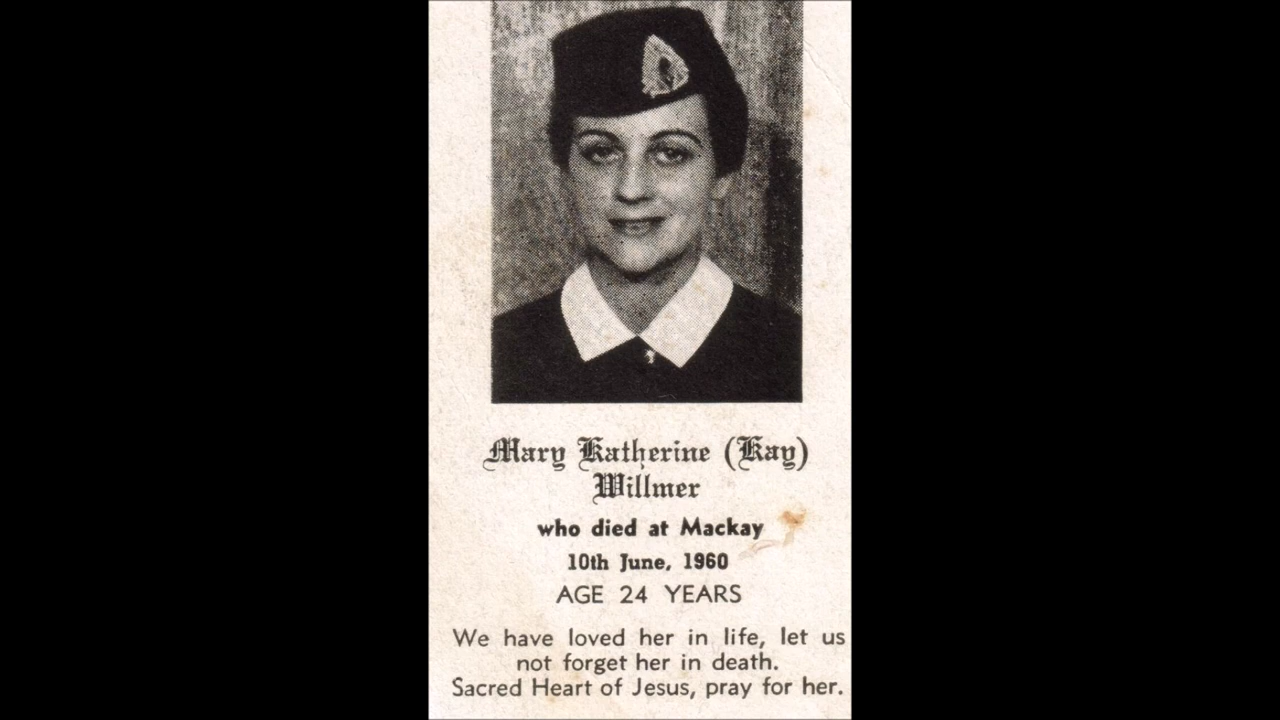 Mary Katherine (Kay)
Willmer
who died at Mackay
10th June, 1960
AGE 24 YEARS
We have loved her in life, let us
not forget her in death.
Sacred Heart of Jesus, pray for her.